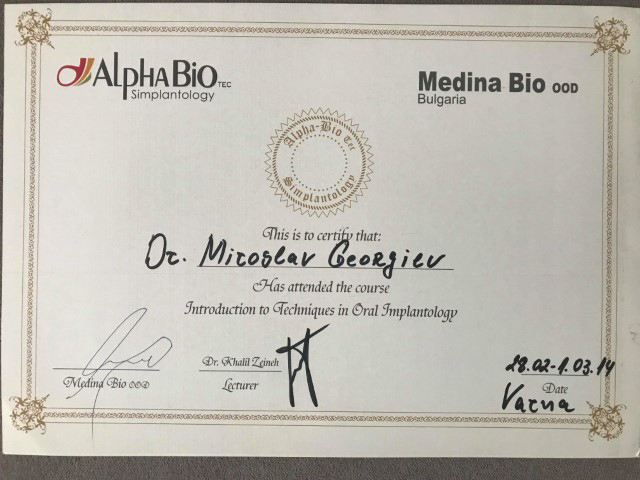 AlphaBio TEC
Simplantology
Medina Bio OOD
Bulgaria
Alpha-Bio Tec
Simplantology
This is to certify that:
Dr. Miroslav Georgiev
Has attended the course
Introduction to Techniques in Oral Implantology
Medina Bio OOD
Dr. Khalil Zeineh
Lecturer
28.02-1.03.14
Date
Varna